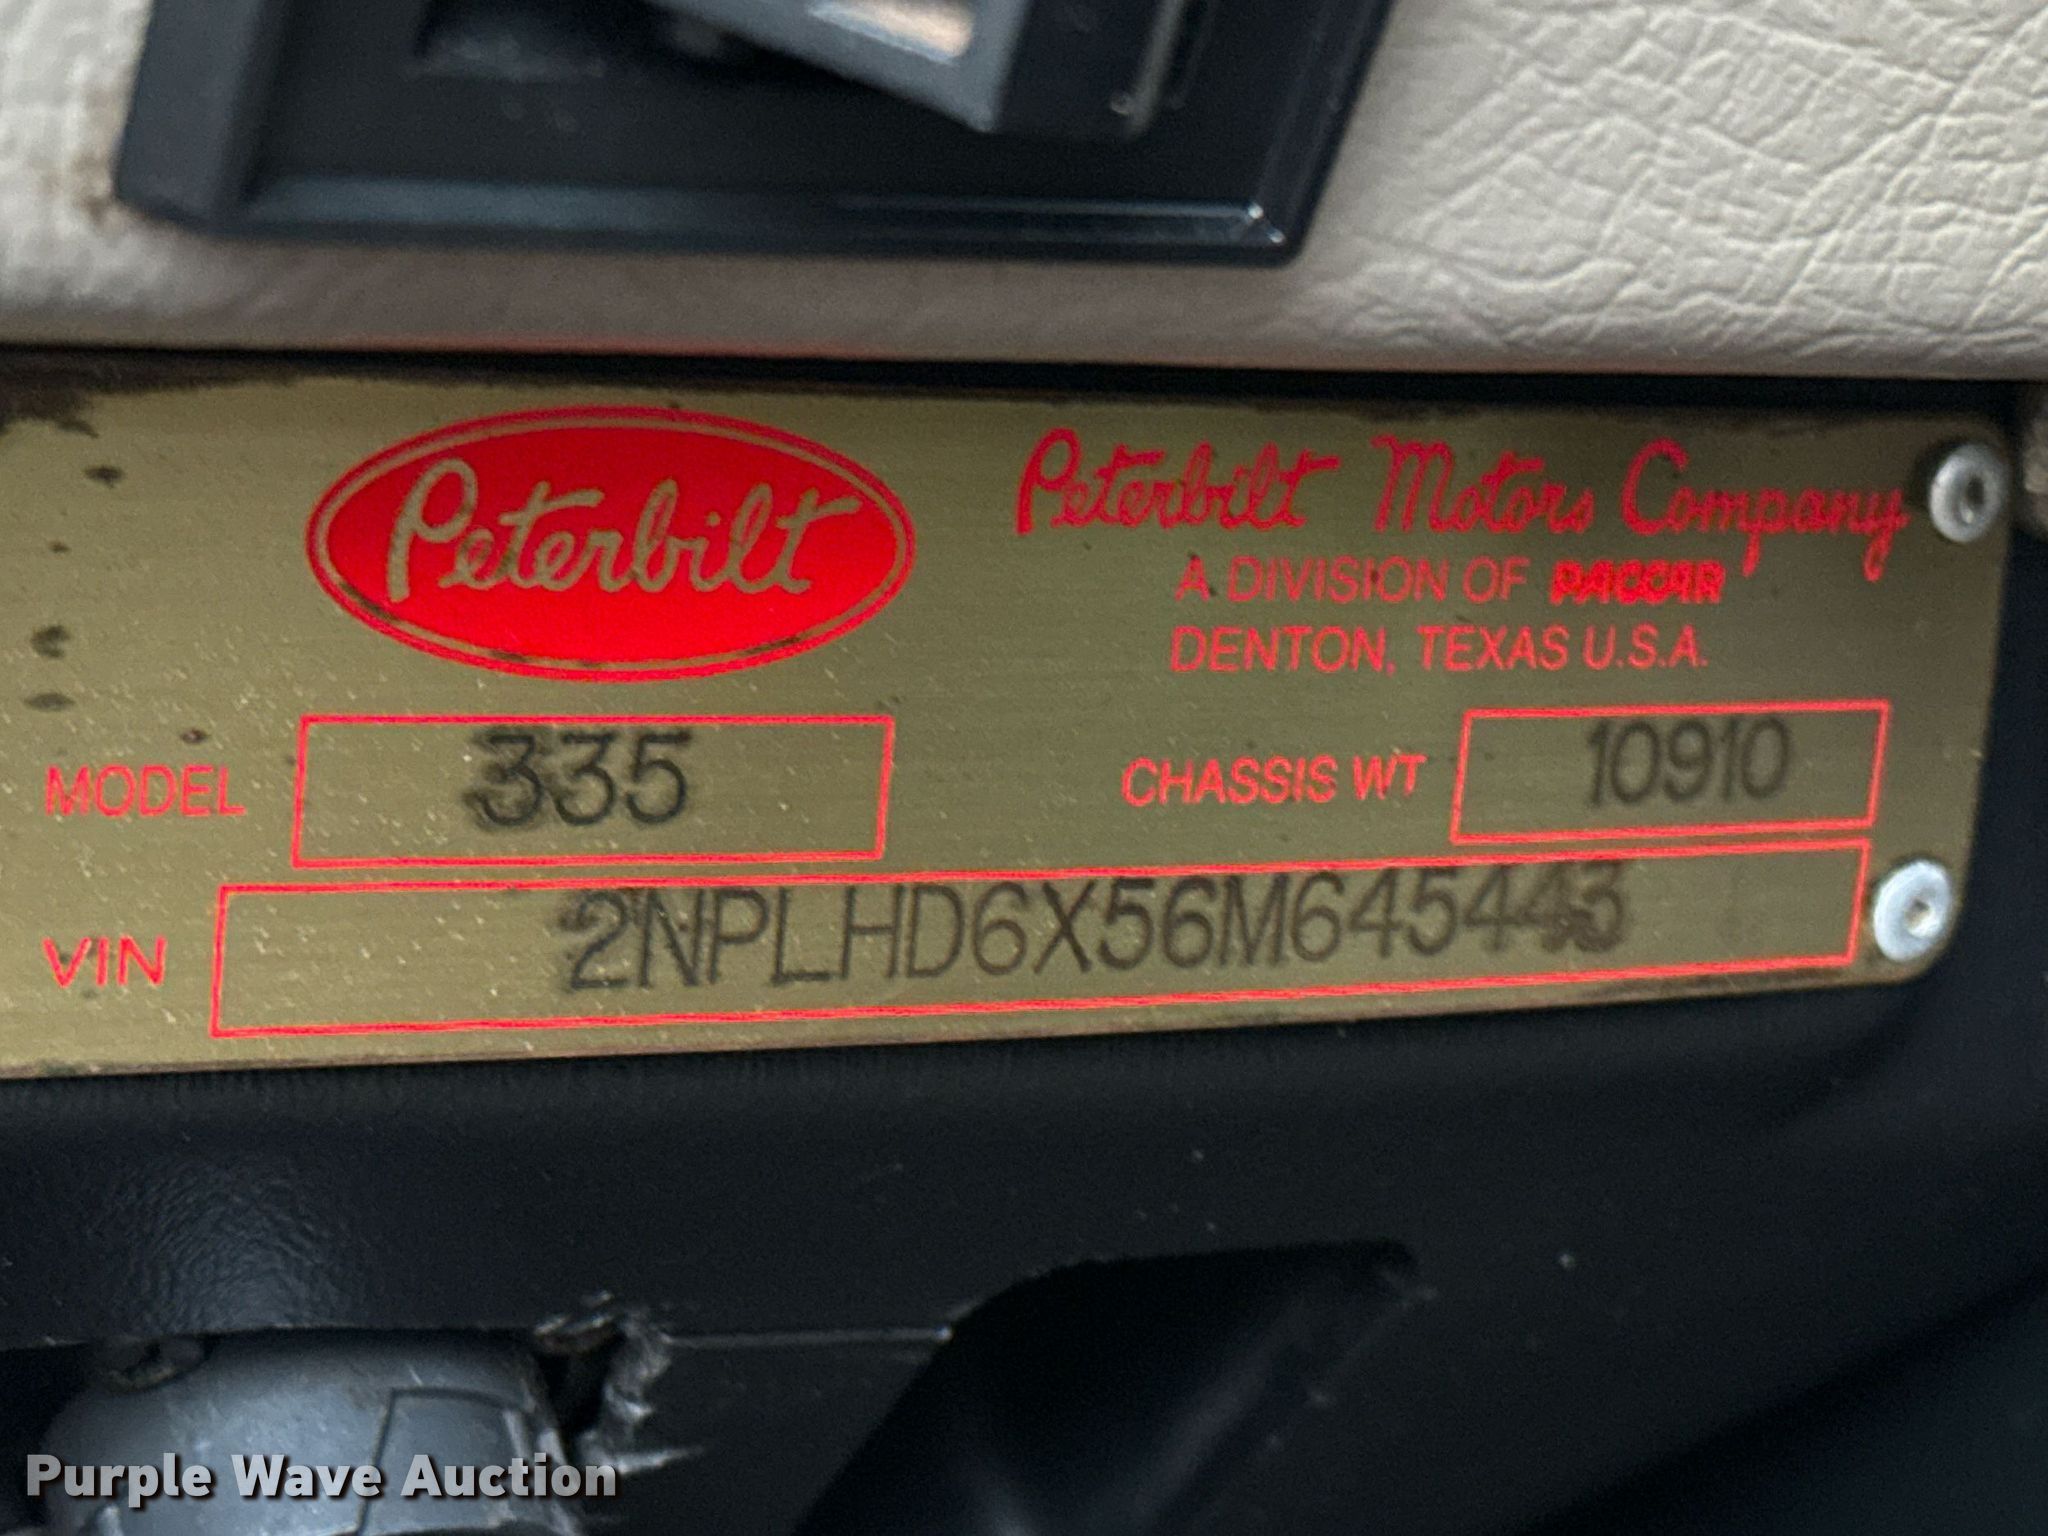 Peterbilt
Peterbilt Motors Company
A DIVISION OF PACCAR
DENTON, TEXAS U.S.A.
MODEL 335
CHASSIS WT 10910
VIN 2NPLHD6X56M645443
Purple Wave Auction